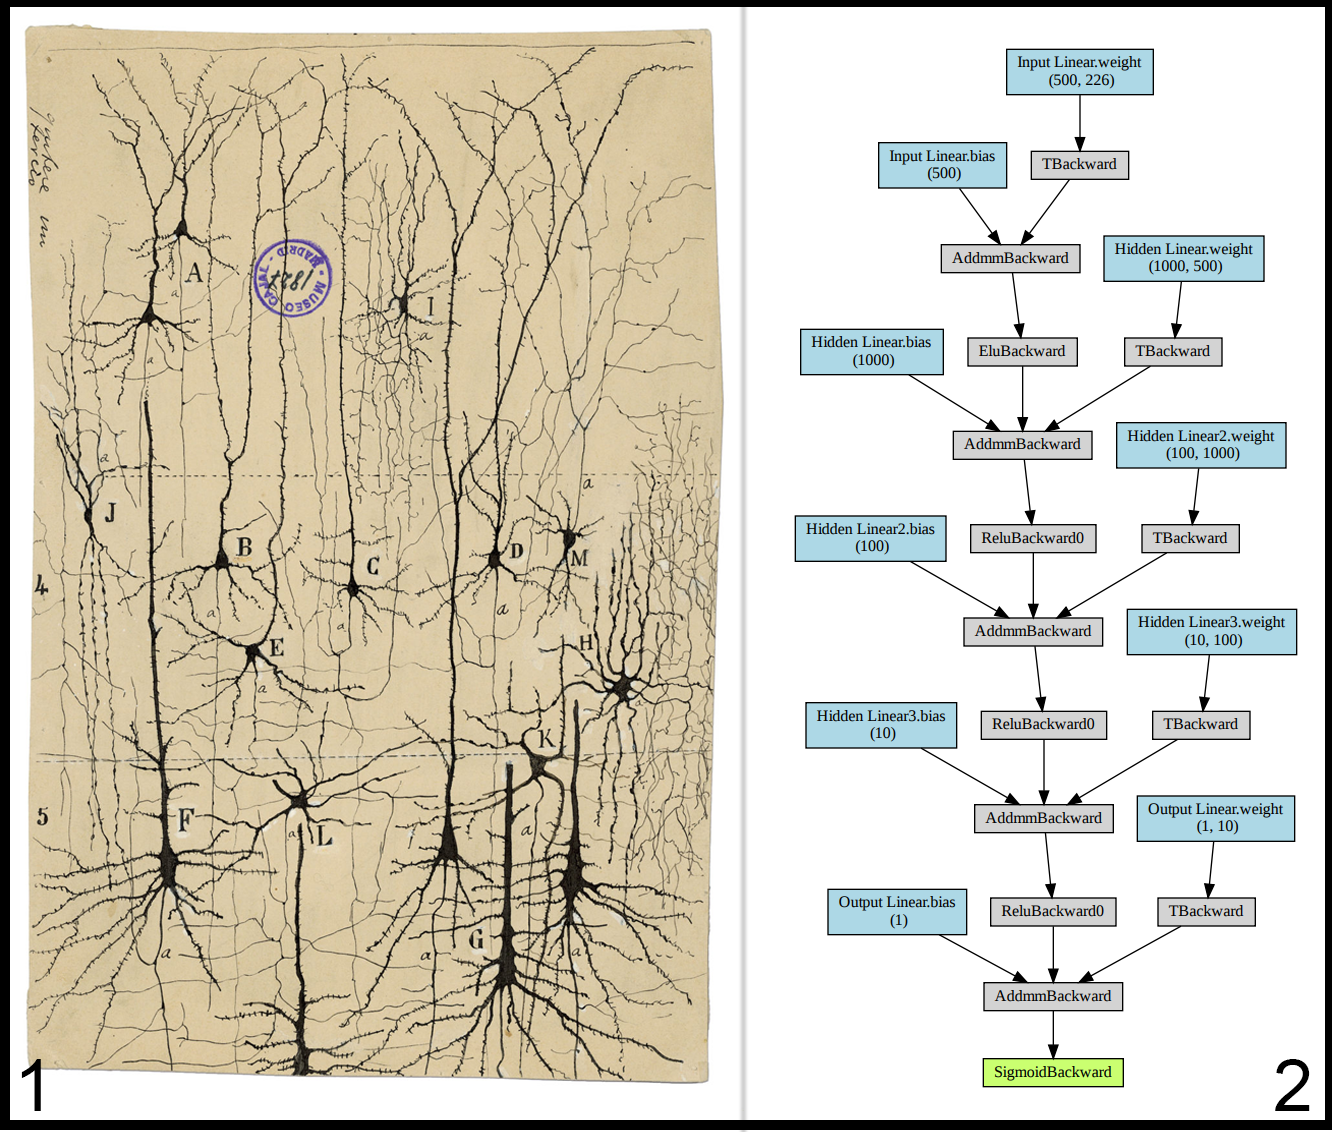 A
a
MUSEO CAJAL - MADRID -
1827
I
a
a
a
J
a
B
C
D
M
4
a
a
a
E
H
a
a
K
5
F
L
a
a
a
G
a
a
1
Input Linear.weight
(500, 226)
Input Linear.bias
(500)
TBackward
AddmmBackward
Hidden Linear.weight
(1000, 500)
Hidden Linear.bias
(1000)
EluBackward
TBackward
AddmmBackward
Hidden Linear2.weight
(100, 1000)
Hidden Linear2.bias
(100)
ReluBackward0
TBackward
AddmmBackward
Hidden Linear3.weight
(10, 100)
Hidden Linear3.bias
(10)
ReluBackward0
TBackward
AddmmBackward
Output Linear.weight
(1, 10)
Output Linear.bias
(1)
ReluBackward0
TBackward
AddmmBackward
SigmoidBackward
2